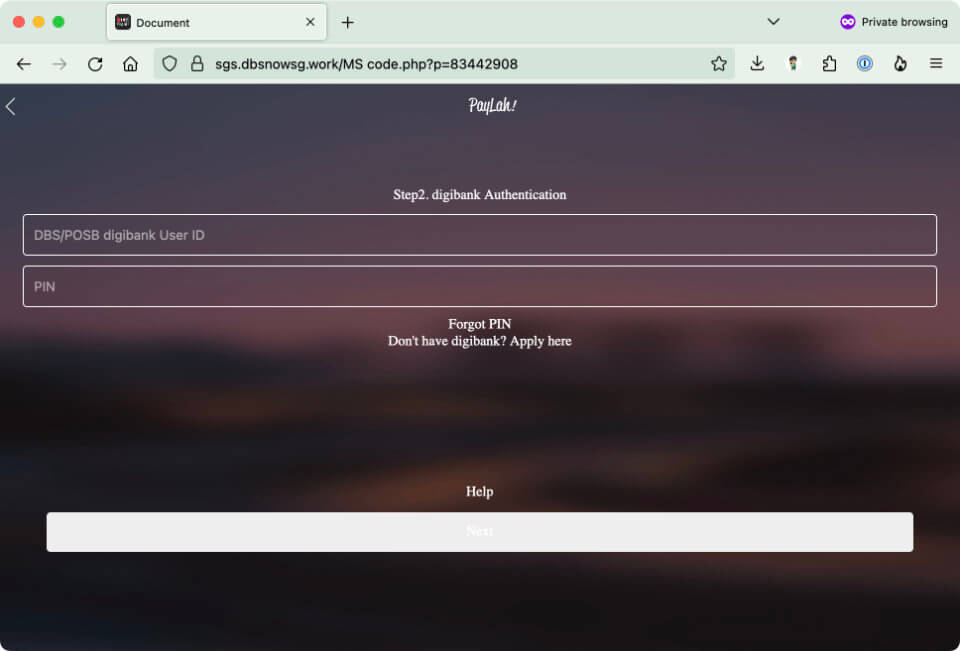 Document
Private browsing
sgs.dbsnowsg.work/MS code.php?p=83442908
PayLah!
Step2. digibank Authentication
DBS/POSB digibank User ID
PIN
Forgot PIN
Don't have digibank? Apply here
Help
Next